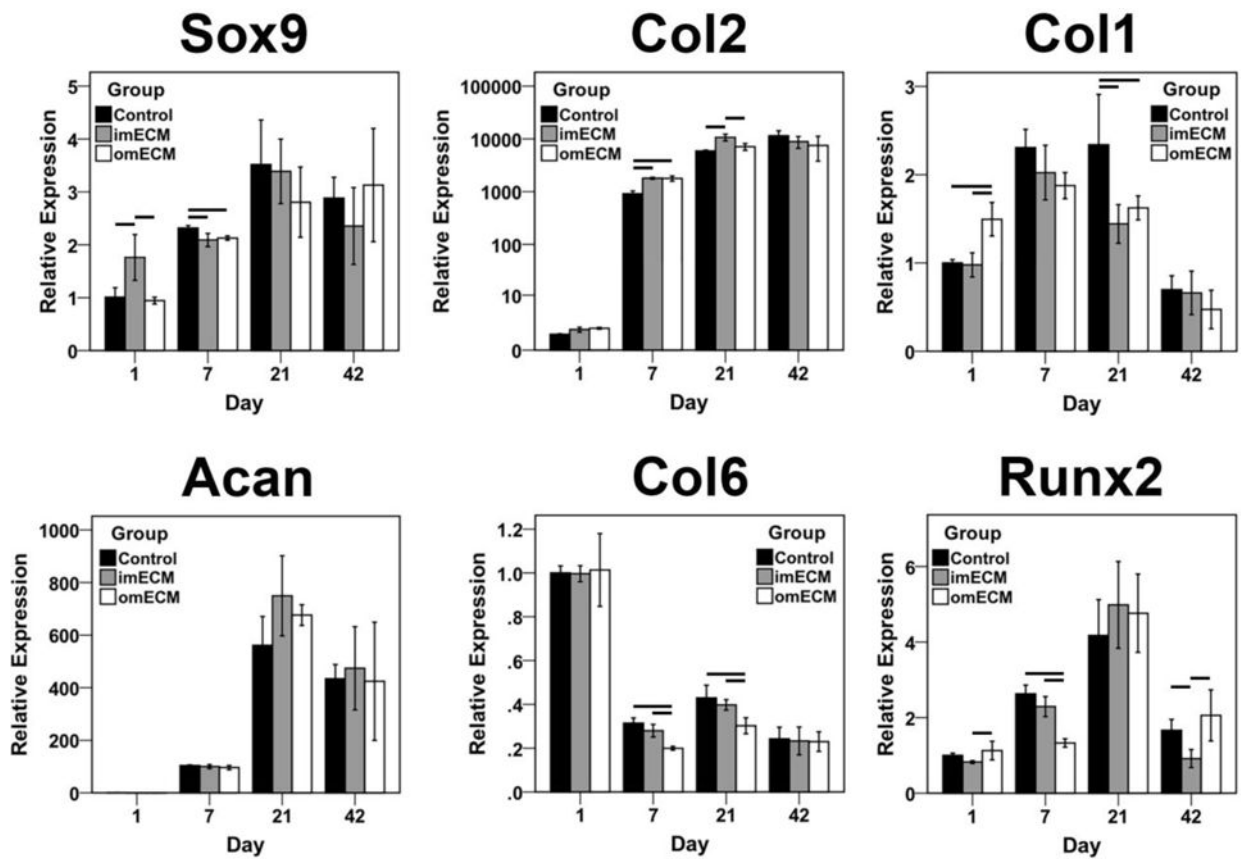 Sox9
Relative Expression
5
4
3
2
1
0
Group
Control
imECM
omECM
1 7 21 42
Day
Col2
Relative Expression
100000
10000
1000
100
10
0
Group
Control
imECM
omECM
1 7 21 42
Day
Col1
Relative Expression
3
2
1
0
Group
Control
imECM
omECM
1 7 21 42
Day
Acan
Relative Expression
1000
800
600
400
200
0
Group
Control
imECM
omECM
1 7 21 42
Day
Col6
Relative Expression
1.2
1.0
.8
.6
.4
.2
.0
Group
Control
imECM
omECM
1 7 21 42
Day
Runx2
Relative Expression
6
4
2
0
Group
Control
imECM
omECM
1 7 21 42
Day